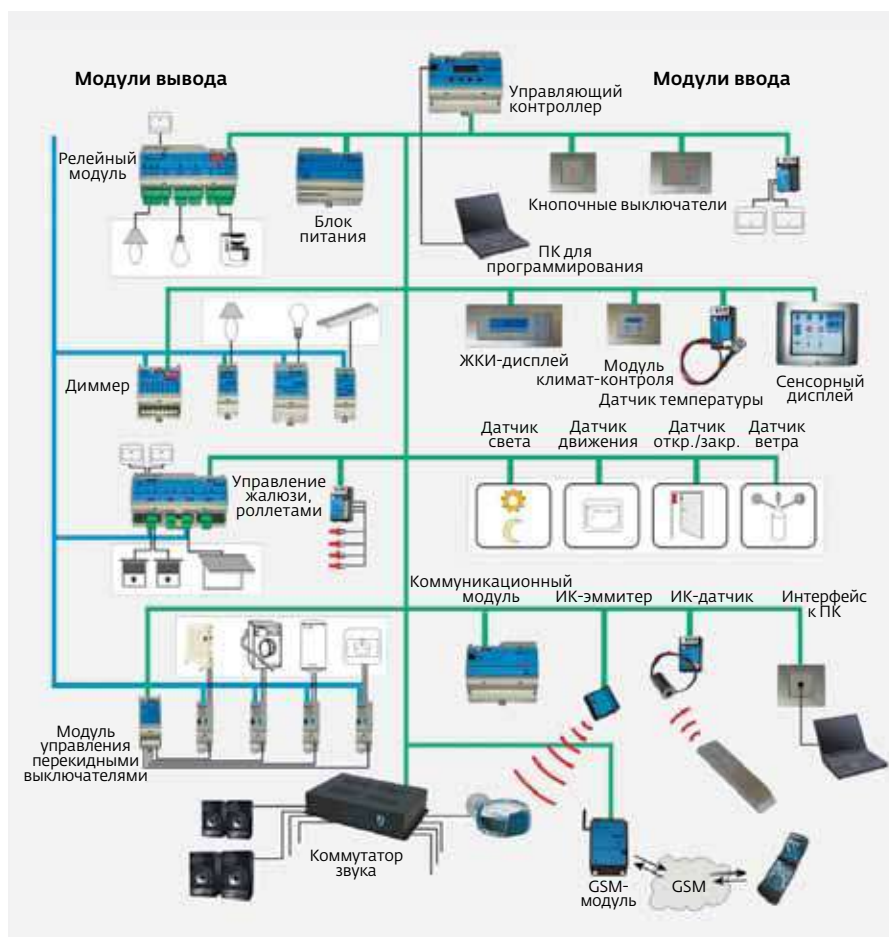 Модули вывода
Модули ввода
Управляющий
контроллер
Релейный
модуль
Блок
питания
Кнопочные выключатели
ПК для
программирования
Диммер
ЖКИ-дисплей
Модуль
климат-контроля
Датчик температуры
Сенсорный
дисплей
Датчик
света
Датчик
движения
Датчик
откр./закр.
Датчик
ветра
Управление
жалюзи,
роллетами
Коммуникационный
модуль
ИК-эммитер
ИК-датчик
Интерфейс
к ПК
Модуль
управления
перекидными
выключателями
Коммутатор
звука
GSM-
модуль
GSM